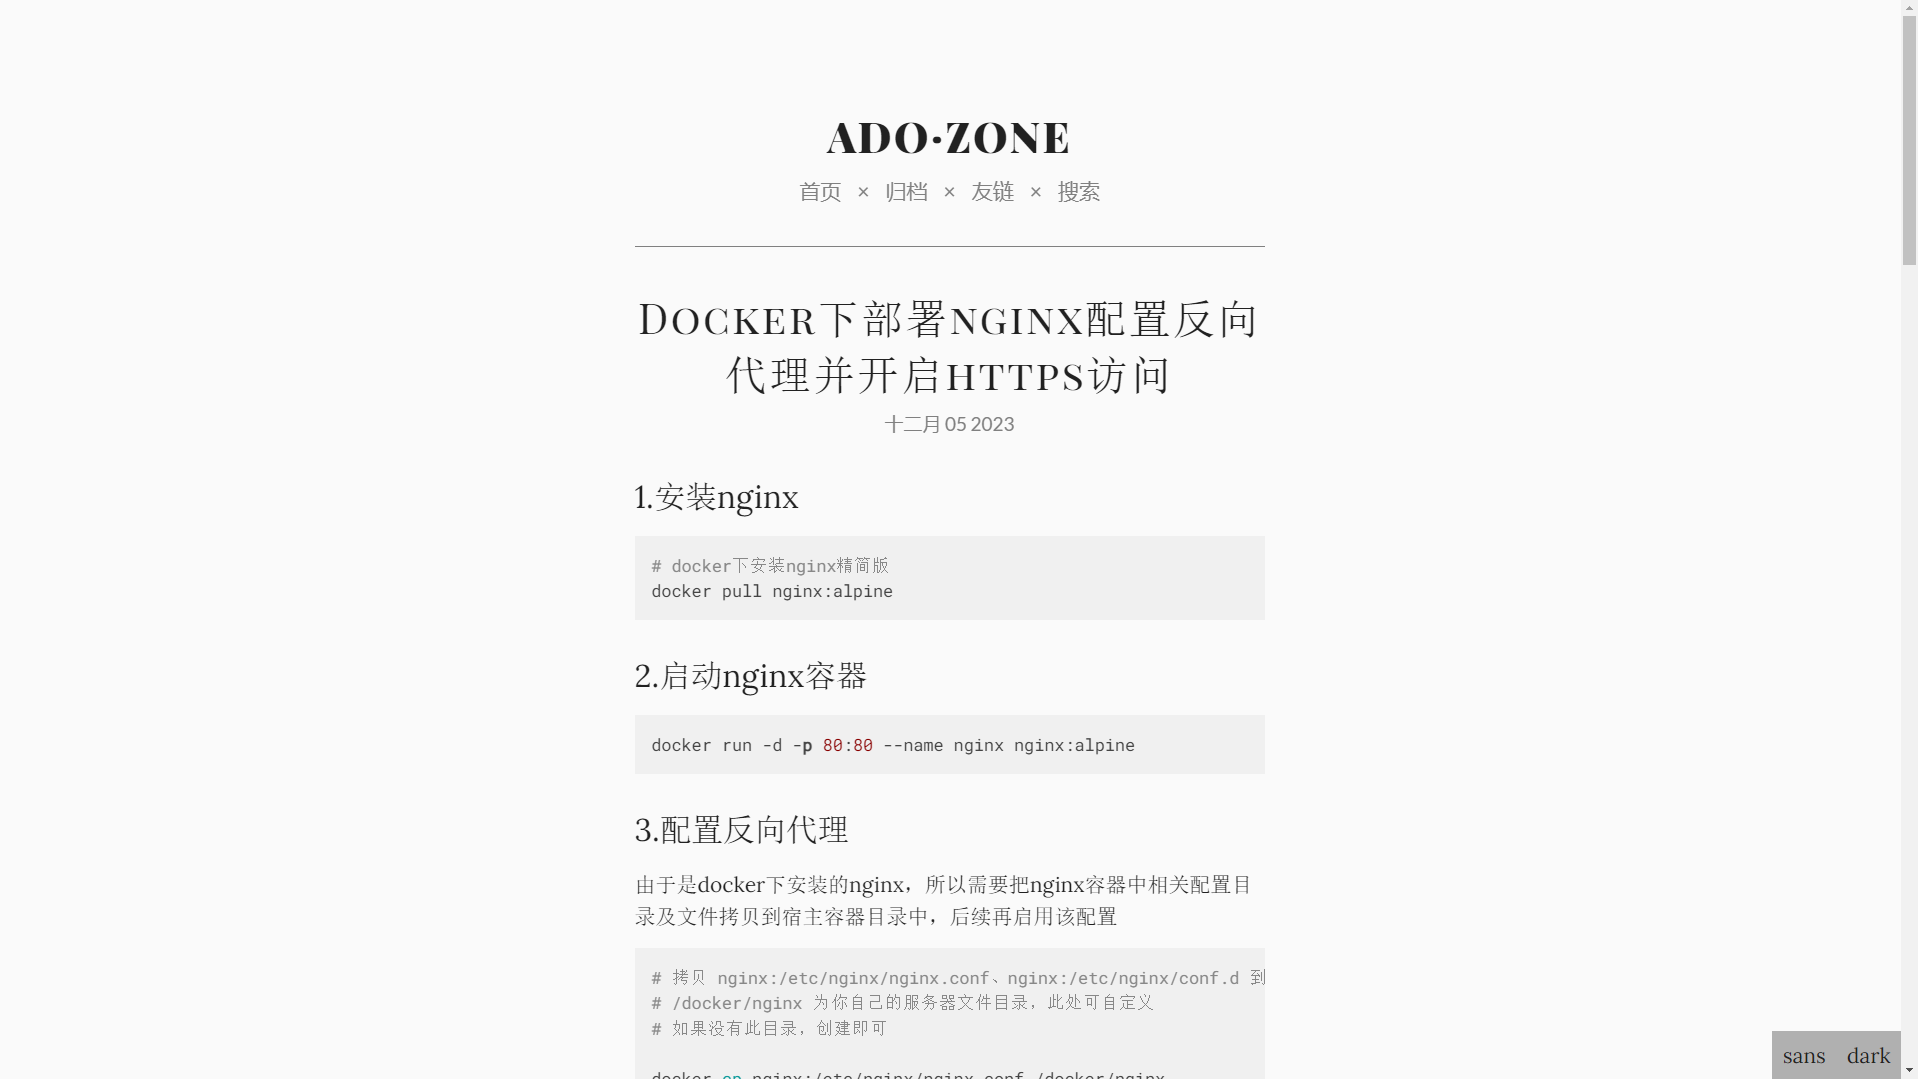 ADO·ZONE
首页 × 归档 × 友链 × 搜索
Docker下部署nginx配置反向
代理并开启https访问
十二月 05 2023
1.安装nginx
# docker下安装nginx精简版
docker pull nginx:alpine
2.启动nginx容器
docker run -d -p 80:80 --name nginx nginx:alpine
3.配置反向代理
由于是docker下安装的nginx，所以需要把nginx容器中相关配置目
录及文件拷贝到宿主容器目录中，后续再启用该配置
# 拷贝 nginx:/etc/nginx/nginx.conf、nginx:/etc/nginx/conf.d 到
# /docker/nginx 为你自己的服务器文件目录，此处可自定义
# 如果没有此目录，创建即可
docker cp nginx:/etc/nginx/nginx.conf /docker/nginx
sans dark